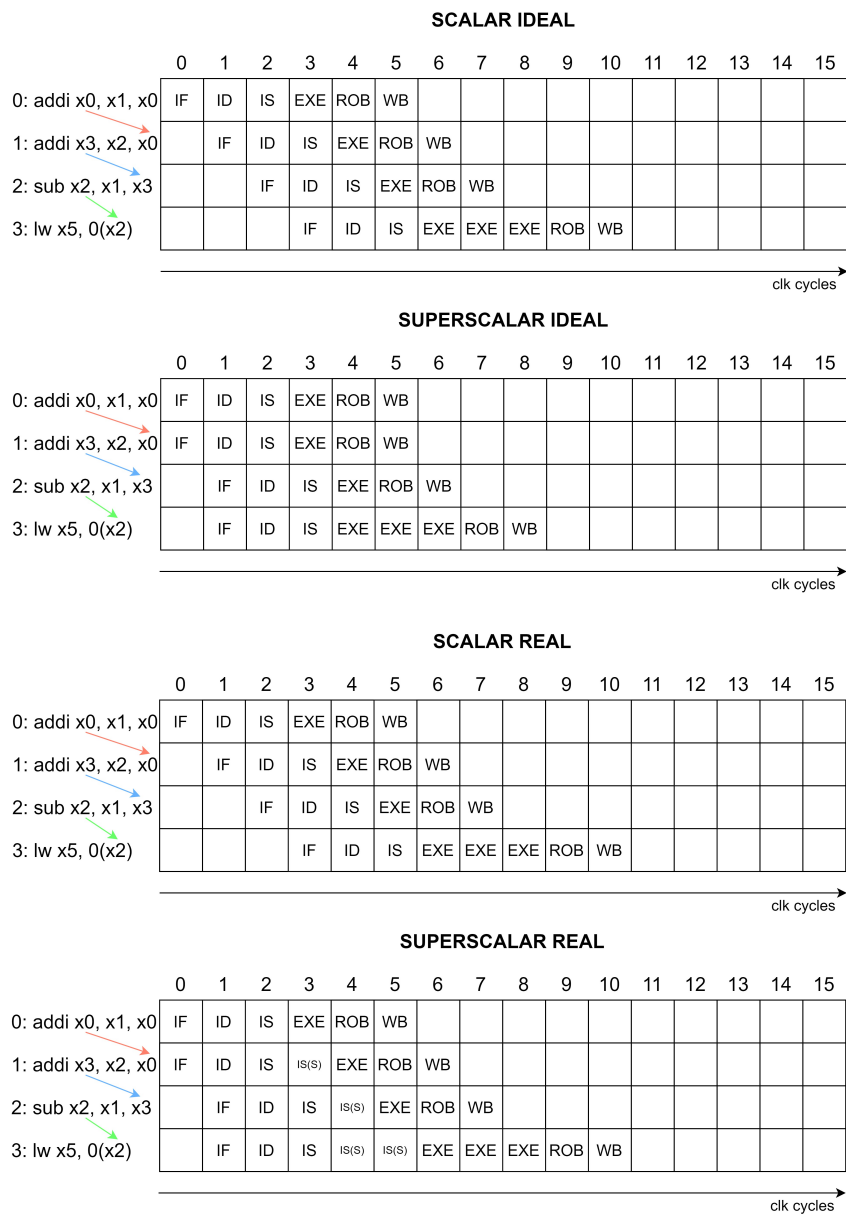 SCALAR IDEAL
0 1 2 3 4 5 6 7 8 9 10 11 12 13 14 15
0: addi x0, x1, x0 IF ID IS EXE ROB WB
1: addi x3, x2, x0 IF ID IS EXE ROB WB
2: sub x2, x1, x3 IF ID IS EXE ROB WB
3: lw x5, 0(x2) IF ID IS EXE EXE EXE ROB WB
clk cycles
SUPERSCALAR IDEAL
0 1 2 3 4 5 6 7 8 9 10 11 12 13 14 15
0: addi x0, x1, x0 IF ID IS EXE ROB WB
1: addi x3, x2, x0 IF ID IS EXE ROB WB
2: sub x2, x1, x3 IF ID IS EXE ROB WB
3: lw x5, 0(x2) IF ID IS EXE EXE EXE ROB WB
clk cycles
SCALAR REAL
0 1 2 3 4 5 6 7 8 9 10 11 12 13 14 15
0: addi x0, x1, x0 IF ID IS EXE ROB WB
1: addi x3, x2, x0 IF ID IS EXE ROB WB
2: sub x2, x1, x3 IF ID IS EXE ROB WB
3: lw x5, 0(x2) IF ID IS EXE EXE EXE ROB WB
clk cycles
SUPERSCALAR REAL
0 1 2 3 4 5 6 7 8 9 10 11 12 13 14 15
0: addi x0, x1, x0 IF ID IS EXE ROB WB
1: addi x3, x2, x0 IF ID IS IS(S) EXE ROB WB
2: sub x2, x1, x3 IF ID IS IS(S) EXE ROB WB
3: lw x5, 0(x2) IF ID IS IS(S) IS(S) EXE EXE EXE ROB WB
clk cycles